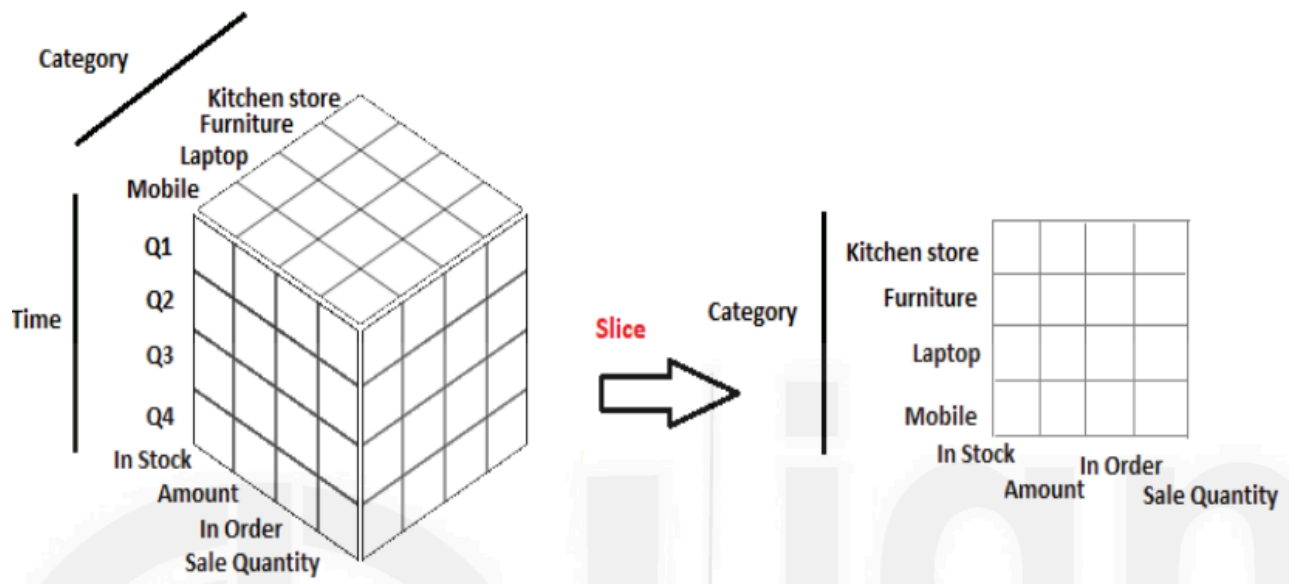 Category
Kitchen store
Furniture
Laptop
Mobile
Q1
Q2
Q3
Q4
Time
In Stock
Amount
In Order
Sale Quantity
Slice
Category
Kitchen store
Furniture
Laptop
Mobile
In Stock
Amount
In Order
Sale Quantity